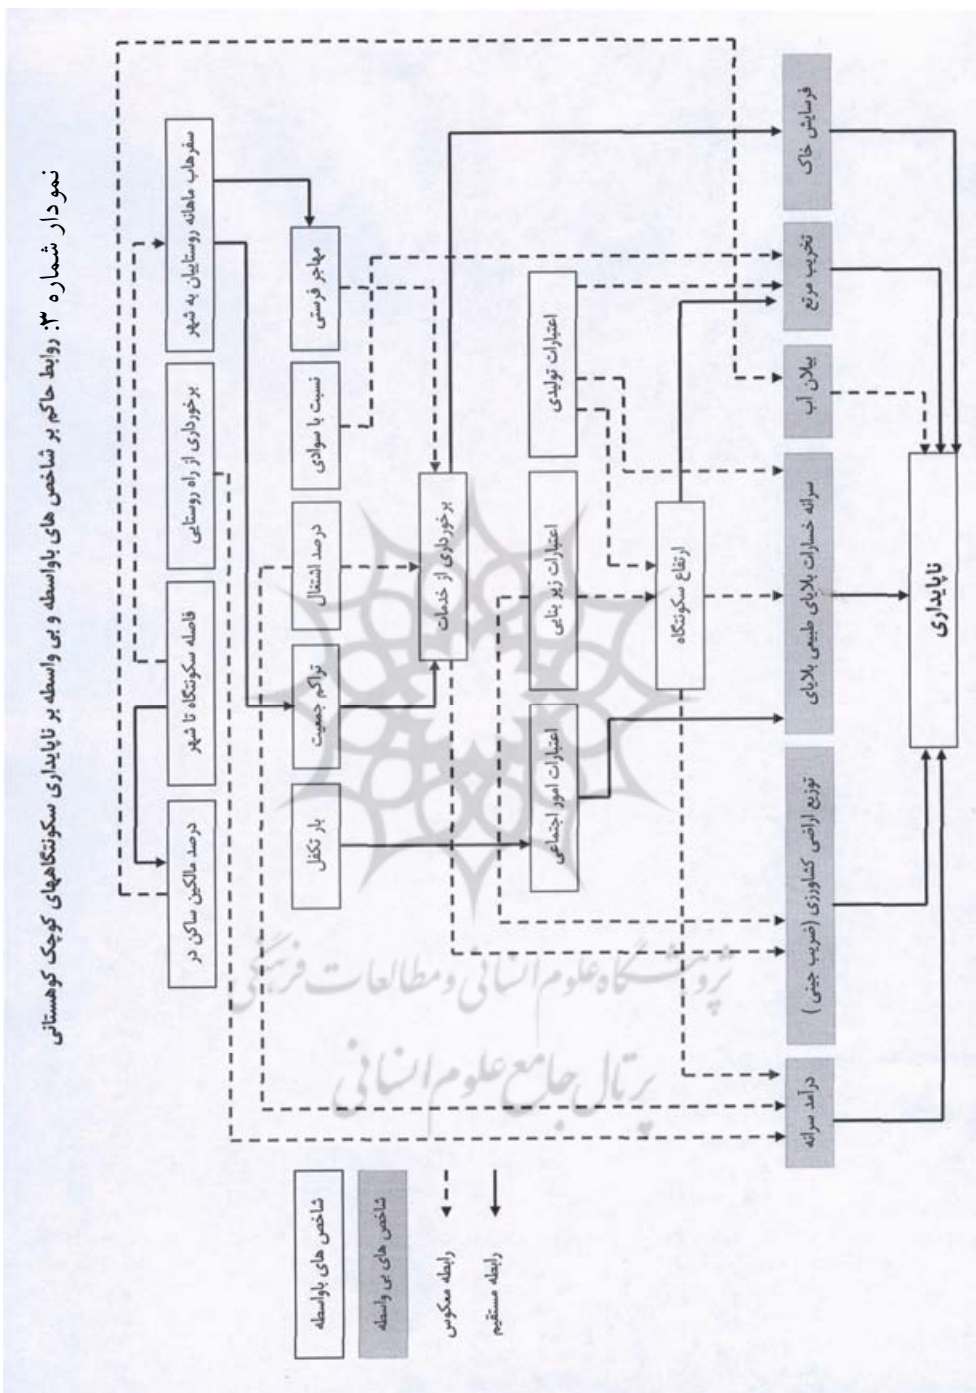 نمودار شماره ۳: روابط حاکم بر شاخص های باواسطه و بی واسطه بر ناپایداری سکونتگاههای کوچک کوهستانی
سفرهاب ماهانه روستاییان به شهر
برخورداری از راه روستایی
فاصله سکونتگاه تا شهر
درصد مالکین ساکن در
مهاجر فرستی
نسبت با سوادی
درصد اشتغال
تراکم جمعیت
بار تکفل
برخورداری از خدمات
اعتبارات تولیدی
اعتبارات زیر بنایی
اعتبارات امور اجتماعی
ارتفاع سکونتگاه
فرسایش خاک
تخریب مرتع
بیلان آب
سرانه خسارات بلایای طبیعی بلایای
توزیع اراضی کشاورزی (ضریب جینی )
درآمد سرانه
ناپایداری
شاخص های باواسطه
شاخص های بی واسطه
رابطه معکوس
رابطه مستقیم
پژوهشگاه علوم انسانی و مطالعات فرهنگی
پرتال جامع علوم انسانی